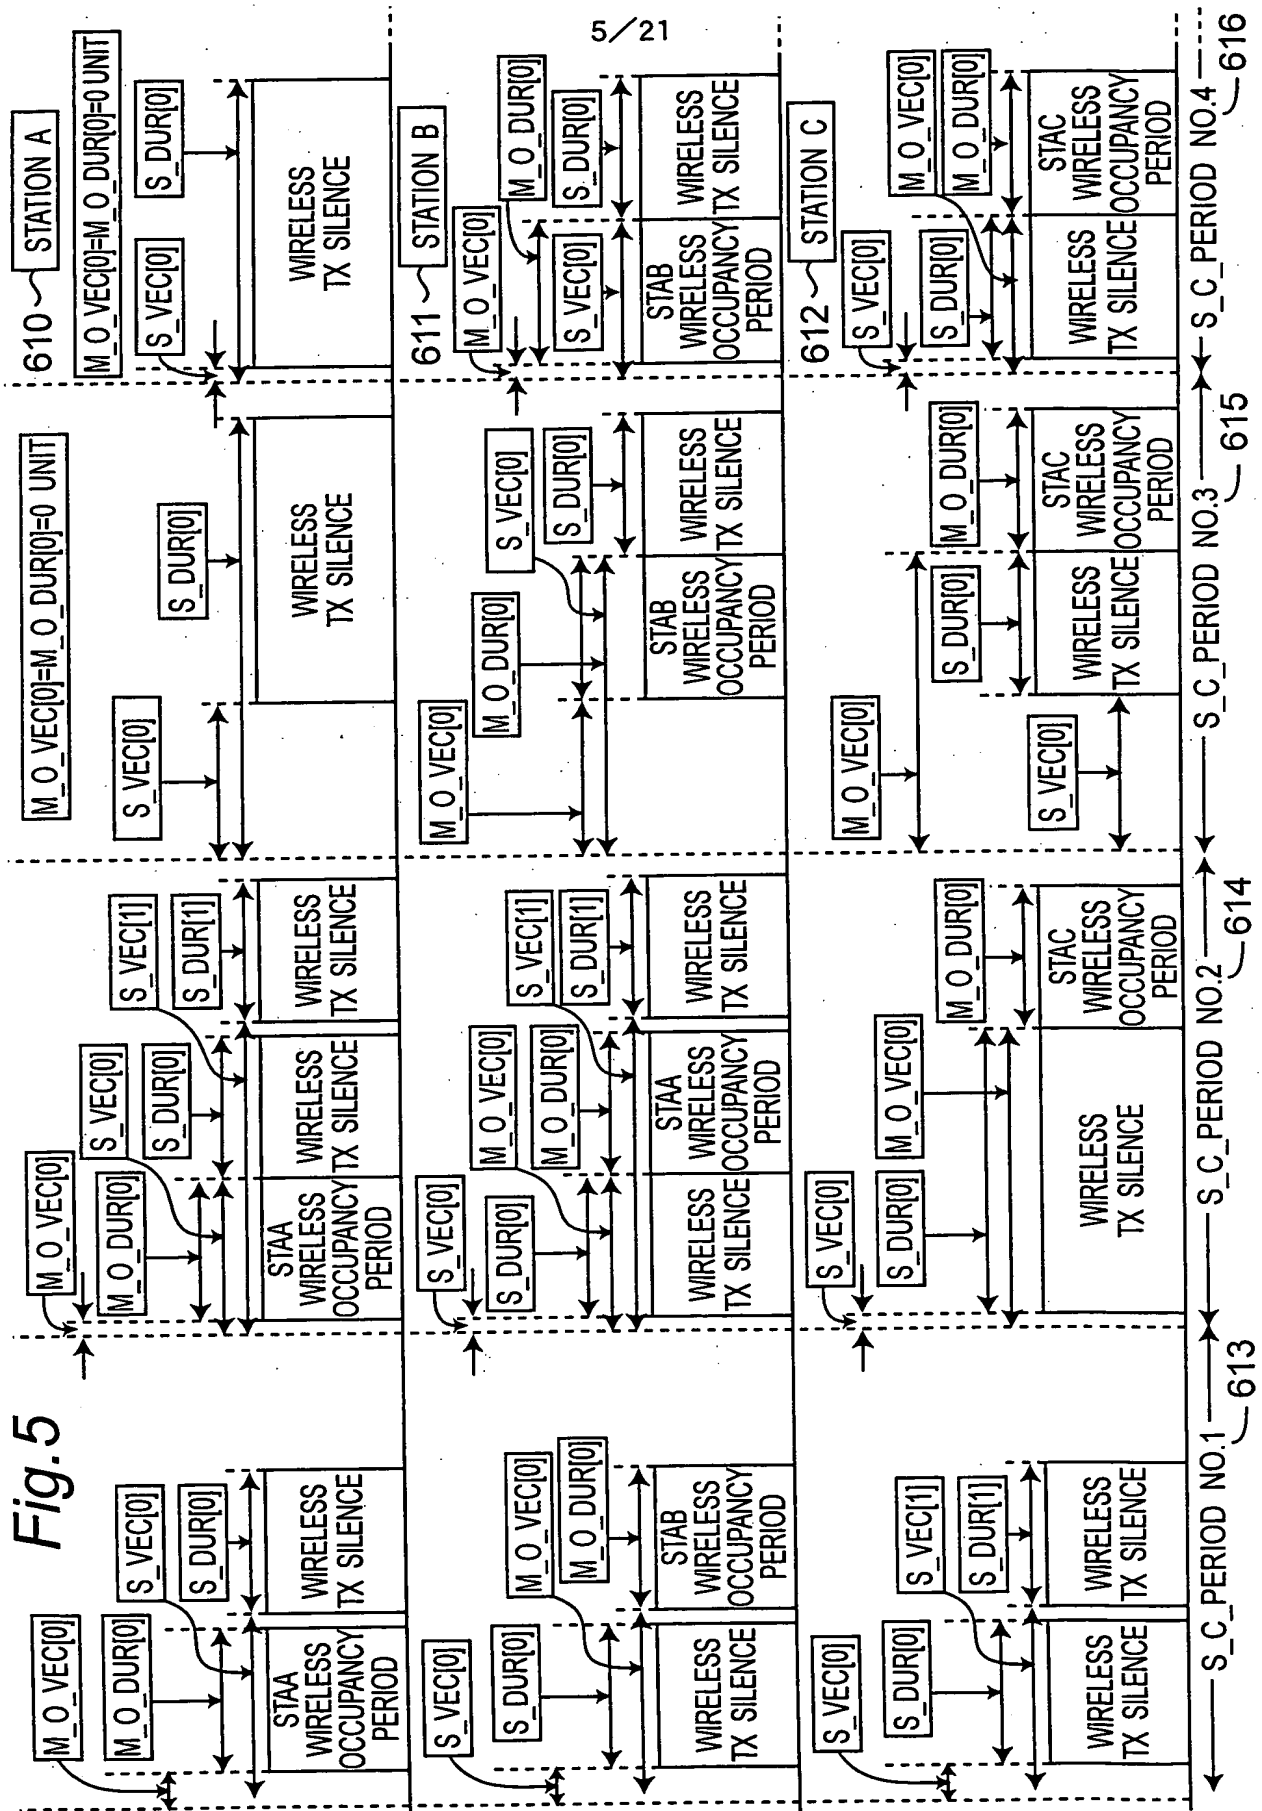 5/21
Fig.5
610
STATION A
M_O_VEC[0]
M_O_DUR[0]
S_VEC[0]
S_DUR[0]
STAA
WIRELESS
OCCUPANCY
PERIOD
WIRELESS
TX SILENCE
M_O_VEC[0]
M_O_DUR[0]
S_VEC[0]
S_DUR[0]
S_VEC[1]
S_DUR[1]
STAA
WIRELESS
OCCUPANCY
PERIOD
WIRELESS
TX SILENCE
WIRELESS
TX SILENCE
M_O_VEC[0]=M_O_DUR[0]=0 UNIT
S_VEC[0]
S_DUR[0]
WIRELESS
TX SILENCE
M_O_VEC[0]=M_O_DUR[0]=0 UNIT
S_VEC[0]
S_DUR[0]
WIRELESS
TX SILENCE
611
STATION B
S_VEC[0]
S_DUR[0]
M_O_VEC[0]
M_O_DUR[0]
WIRELESS
TX SILENCE
STAB
WIRELESS
OCCUPANCY
PERIOD
S_VEC[0]
S_DUR[0]
M_O_VEC[0]
M_O_DUR[0]
S_VEC[1]
S_DUR[1]
WIRELESS
TX SILENCE
STAA
WIRELESS
OCCUPANCY
PERIOD
WIRELESS
TX SILENCE
M_O_VEC[0]
M_O_DUR[0]
S_VEC[0]
S_DUR[0]
STAB
WIRELESS
OCCUPANCY
PERIOD
WIRELESS
TX SILENCE
M_O_VEC[0]
M_O_DUR[0]
S_VEC[0]
S_DUR[0]
STAB
WIRELESS
OCCUPANCY
PERIOD
WIRELESS
TX SILENCE
612
STATION C
S_VEC[0]
S_DUR[0]
S_VEC[1]
S_DUR[1]
WIRELESS
TX SILENCE
WIRELESS
TX SILENCE
S_VEC[0]
S_DUR[0]
M_O_VEC[0]
M_O_DUR[0]
WIRELESS
TX SILENCE
STAC
WIRELESS
OCCUPANCY
PERIOD
M_O_VEC[0]
S_VEC[0]
S_DUR[0]
M_O_DUR[0]
WIRELESS
TX SILENCE
STAC
WIRELESS
OCCUPANCY
PERIOD
S_VEC[0]
S_DUR[0]
M_O_VEC[0]
M_O_DUR[0]
WIRELESS
TX SILENCE
STAC
WIRELESS
OCCUPANCY
PERIOD
S_C_PERIOD NO.1
S_C_PERIOD NO.2
S_C_PERIOD NO.3
S_C_PERIOD NO.4
613
614
615
616